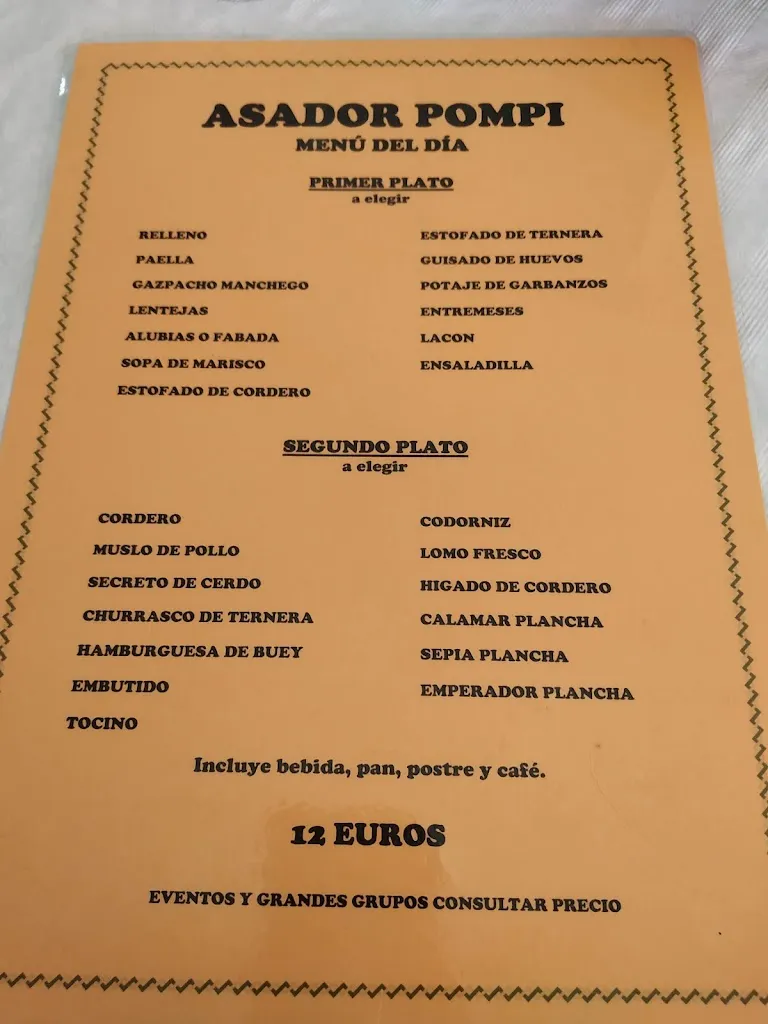 ASADOR POMPI
MENÚ DEL DÍA
PRIMER PLATO
a elegir
RELLENO
PAELLA
GAZPACHO MANCHEGO
LENTEJAS
ALUBIAS O FABADA
SOPA DE MARISCO
ESTOFADO DE CORDERO
ESTOFADO DE TERNERA
GUISADO DE HUEVOS
POTAJE DE GARBANZOS
ENTREMESES
LACON
ENSALADILLA
SEGUNDO PLATO
a elegir
CORDERO
MUSLO DE POLLO
SECRETO DE CERDO
CHURRASCO DE TERNERA
HAMBURGUESA DE BUEY
EMBUTIDO
TOCINO
CODORNIZ
LOMO FRESCO
HIGADO DE CORDERO
CALAMAR PLANCHA
SEPIA PLANCHA
EMPERADOR PLANCHA
Incluye bebida, pan, postre y café.
12 EUROS
EVENTOS Y GRANDES GRUPOS CONSULTAR PRECIO